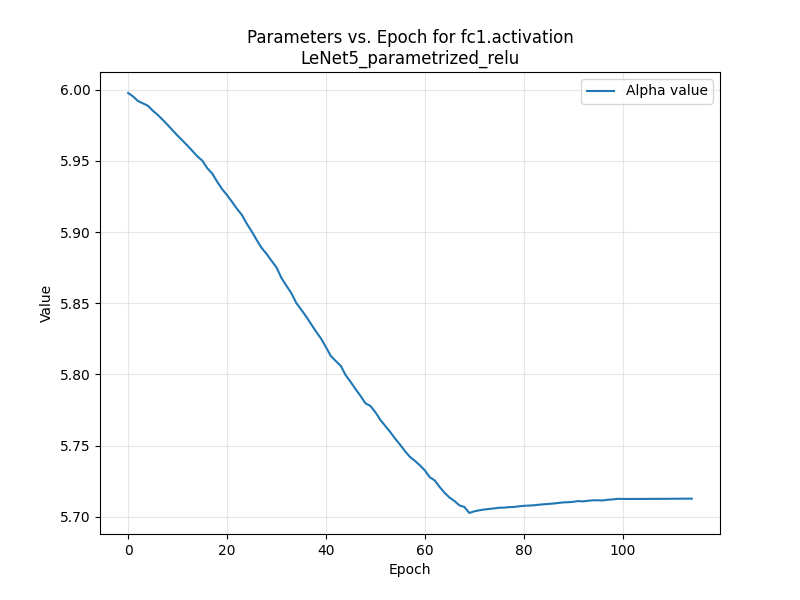 Parameters vs. Epoch for fc1.activation
LeNet5_parametrized_relu
Alpha value
6.00
5.95
5.90
5.85
5.80
5.75
5.70
Value
0 20 40 60 80 100
Epoch